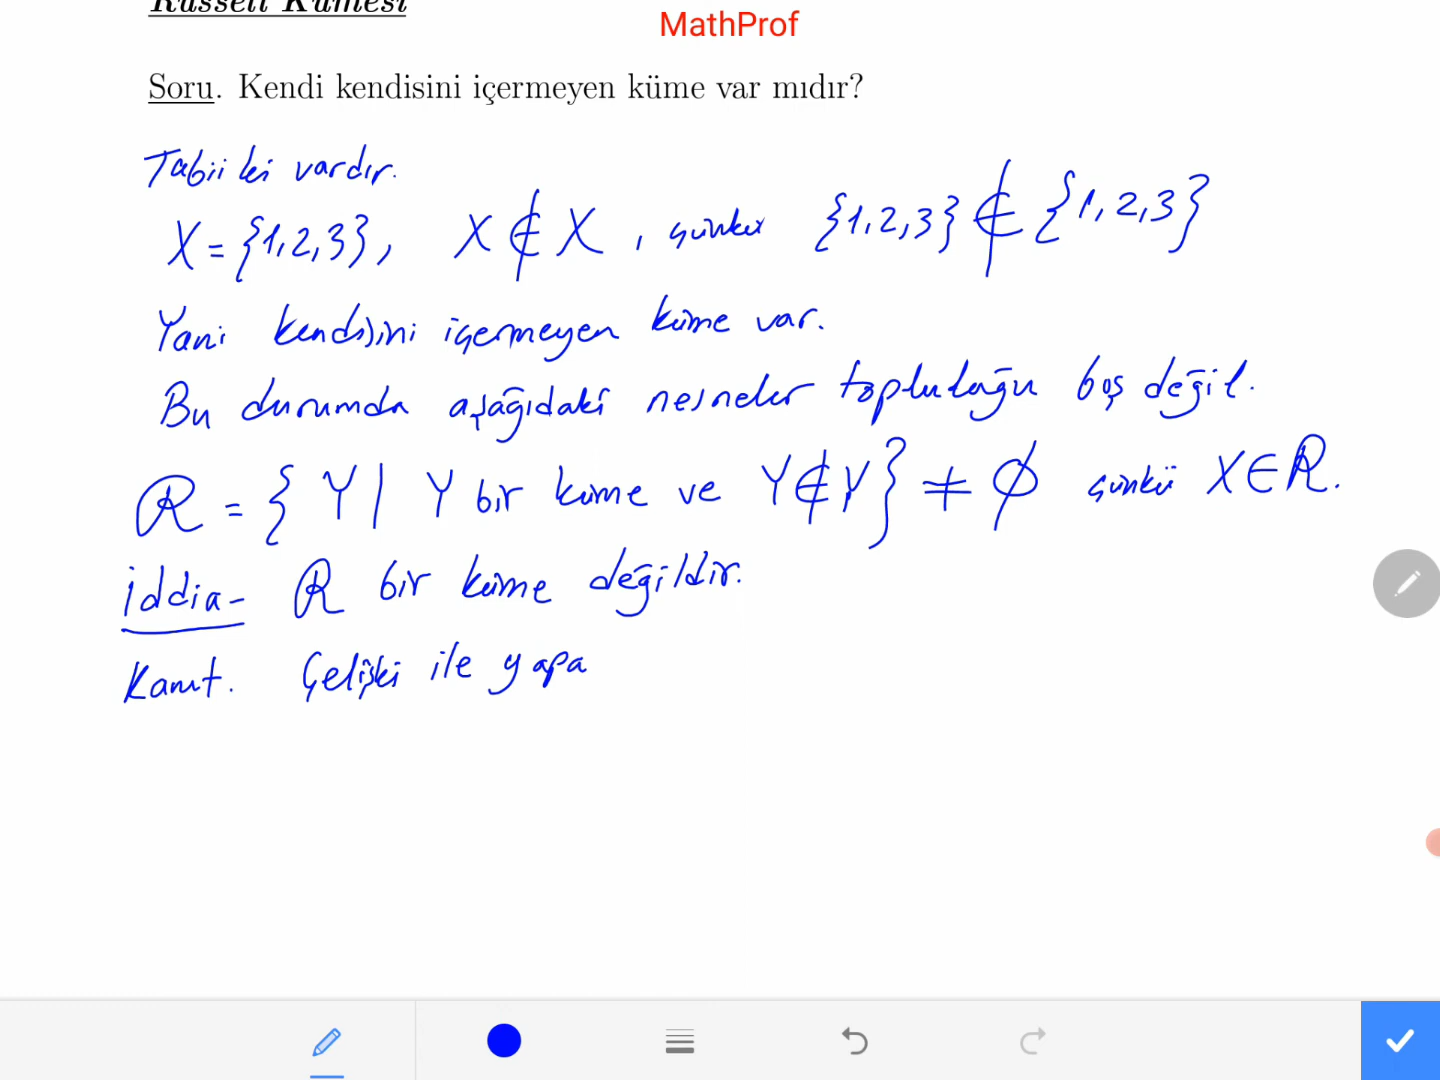 Russell Kümesi
MathProf
Soru. Kendi kendisini içermeyen küme var mıdır?
Tabii ki vardır.
X = {1,2,3}, X ∉ X, çünkü {1,2,3} ∉ {1,2,3}
Yani kendisini içermeyen küme var.
Bu durumda aşağıdaki nesneler topluluğu boş değil.
R = { Y | Y bir küme ve Y ∉ Y } ≠ ∅ çünkü X ∈ R.
İddia - R bir küme değildir.
Kanıt. Çelişki ile yapa